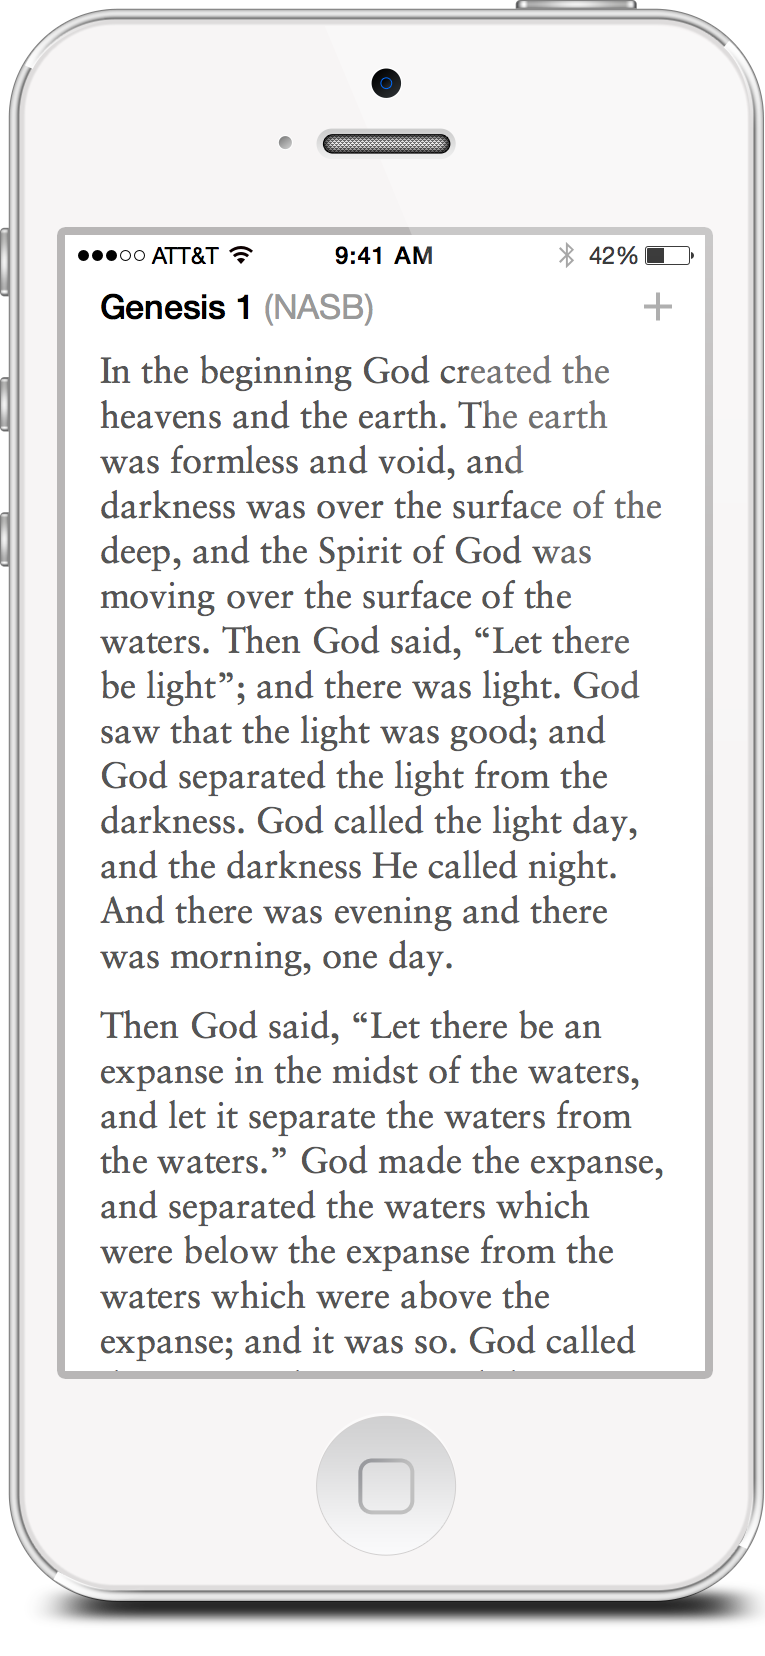 ATT&T 9:41 AM 42%
Genesis 1 (NASB)
In the beginning God created the
heavens and the earth. The earth
was formless and void, and
darkness was over the surface of the
deep, and the Spirit of God was
moving over the surface of the
waters. Then God said, “Let there
be light”; and there was light. God
saw that the light was good; and
God separated the light from the
darkness. God called the light day,
and the darkness He called night.
And there was evening and there
was morning, one day.
Then God said, “Let there be an
expanse in the midst of the waters,
and let it separate the waters from
the waters.” God made the expanse,
and separated the waters which
were below the expanse from the
waters which were above the
expanse; and it was so. God called